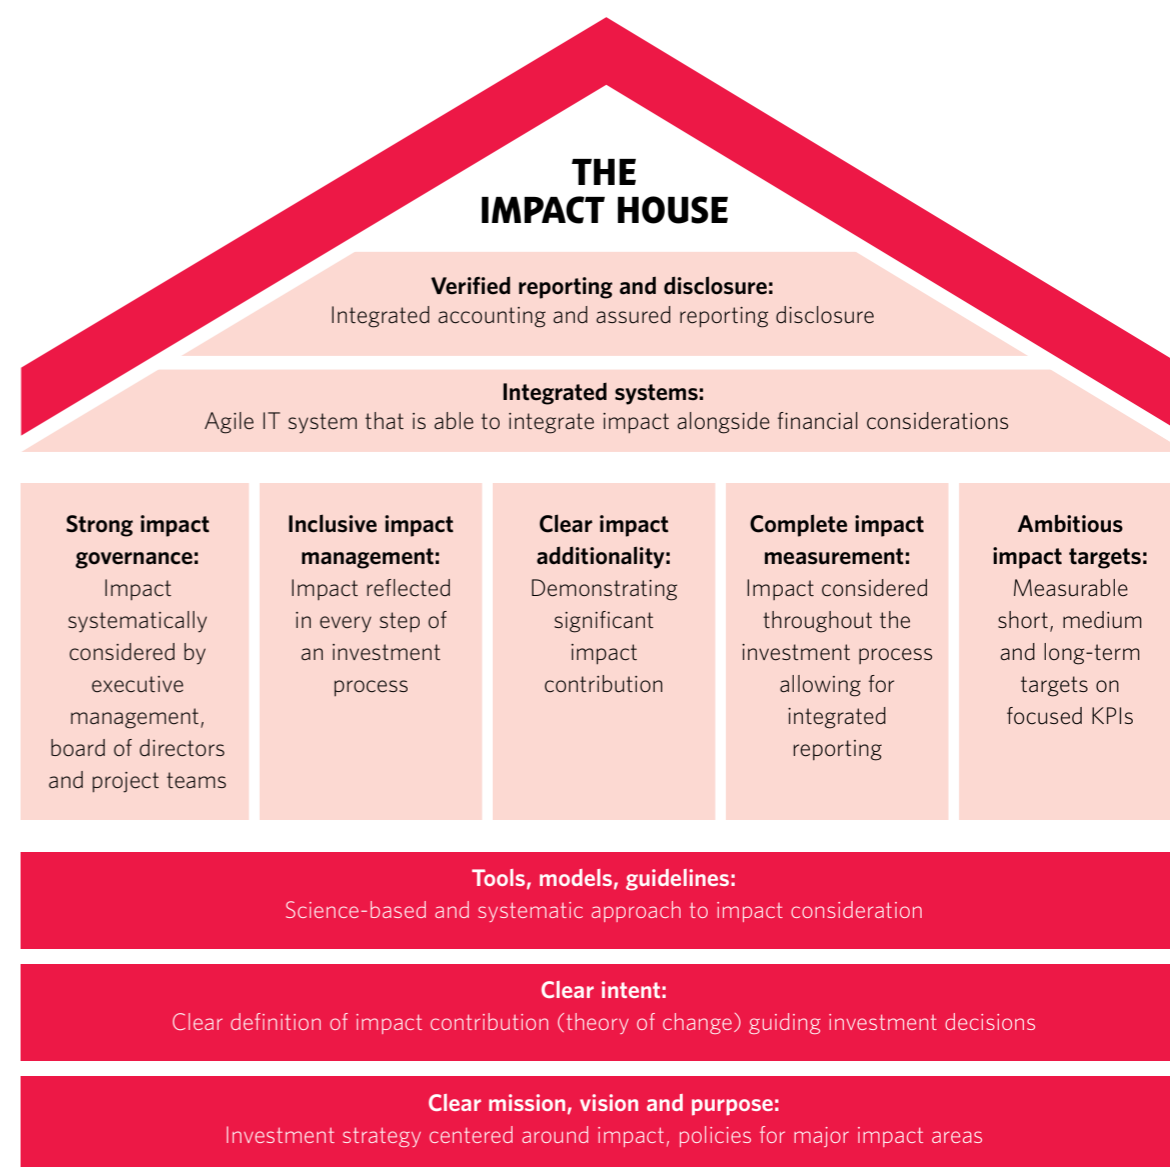 THE
IMPACT HOUSE
Verified reporting and disclosure:
Integrated accounting and assured reporting disclosure
Integrated systems:
Agile IT system that is able to integrate impact alongside financial considerations
Strong impact
governance:
Impact
systematically
considered by
executive
management,
board of directors
and project teams
Inclusive impact
management:
Impact reflected
in every step of
an investment
process
Clear impact
additionality:
Demonstrating
significant
impact
contribution
Complete impact
measurement:
Impact considered
throughout the
investment process
allowing for
integrated
reporting
Ambitious
impact targets:
Measurable
short, medium
and long-term
targets on
focused KPIs
Tools, models, guidelines:
Science-based and systematic approach to impact consideration
Clear intent:
Clear definition of impact contribution (theory of change) guiding investment decisions
Clear mission, vision and purpose:
Investment strategy centered around impact, policies for major impact areas